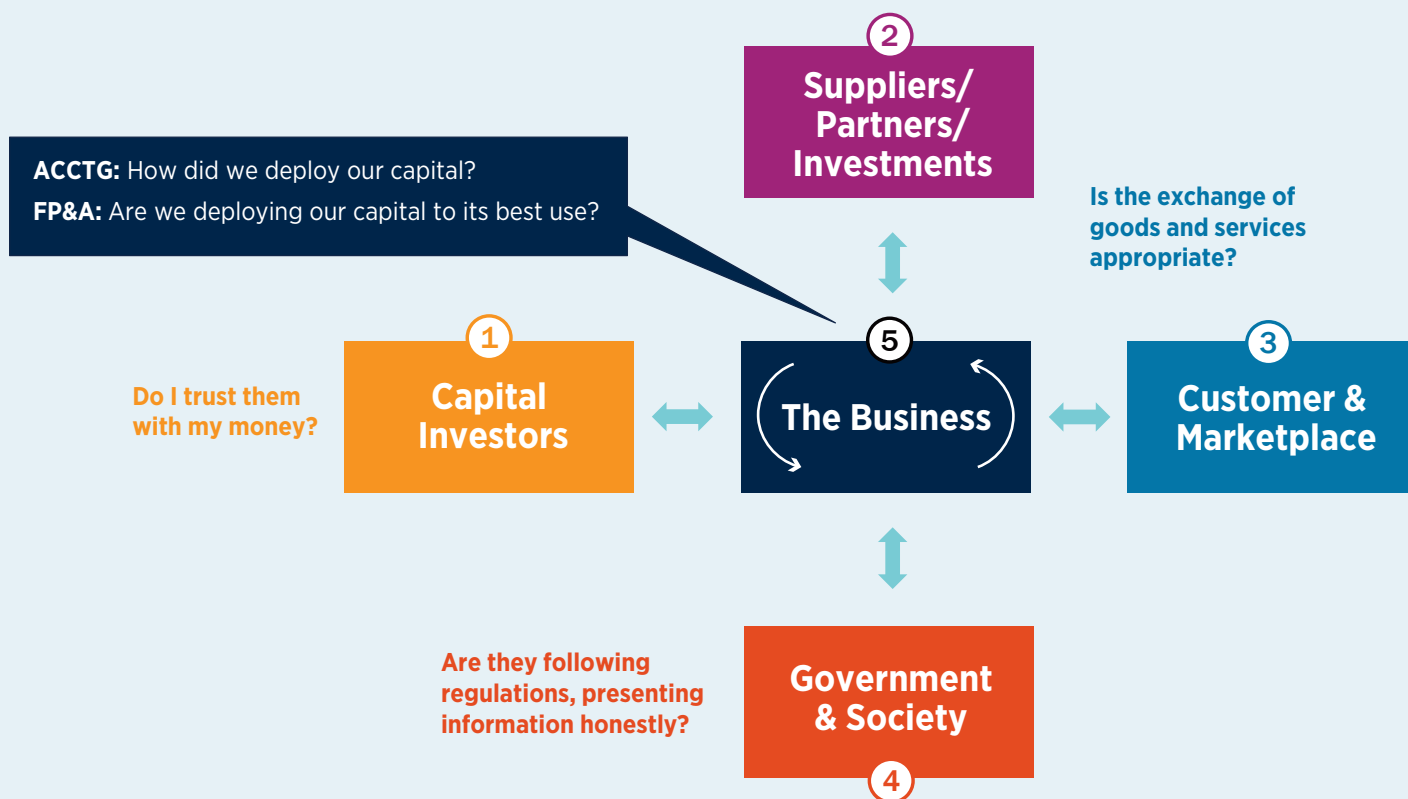 2
Suppliers/
Partners/
Investments
ACCTG: How did we deploy our capital?
FP&A: Are we deploying our capital to its best use?
Is the exchange of
goods and services
appropriate?
Do I trust them
with my money?
1
Capital
Investors
5
The Business
3
Customer &
Marketplace
Are they following
regulations, presenting
information honestly?
Government
& Society
4